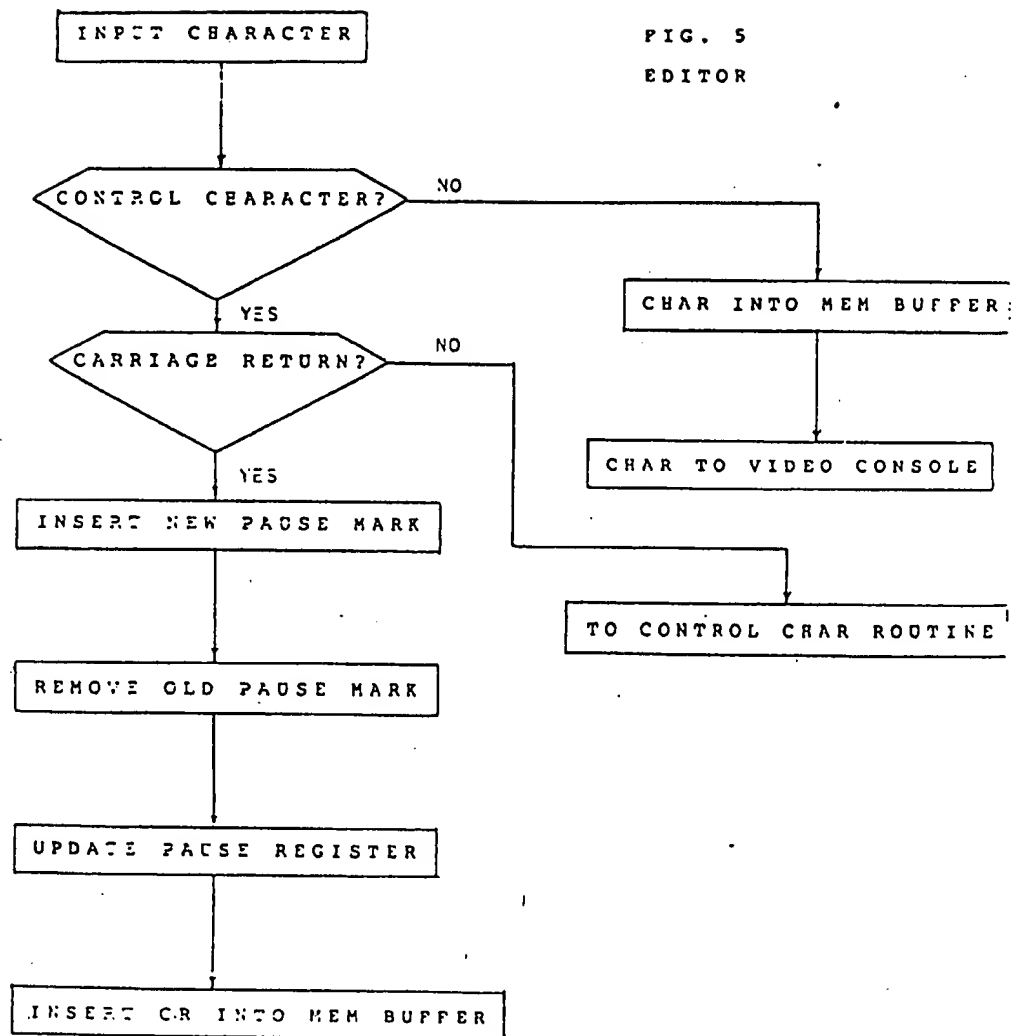 INPUT CHARACTER
FIG. 5
EDITOR
CONTROL CHARACTER?
NO
CHAR INTO MEM BUFFER
YES
CARRIAGE RETURN?
NO
CHAR TO VIDEO CONSOLE
YES
INSERT NEW PAUSE MARK
TO CONTROL CHAR ROUTINE
REMOVE OLD PAUSE MARK
UPDATE PAUSE REGISTER
INSERT CR INTO MEM BUFFER